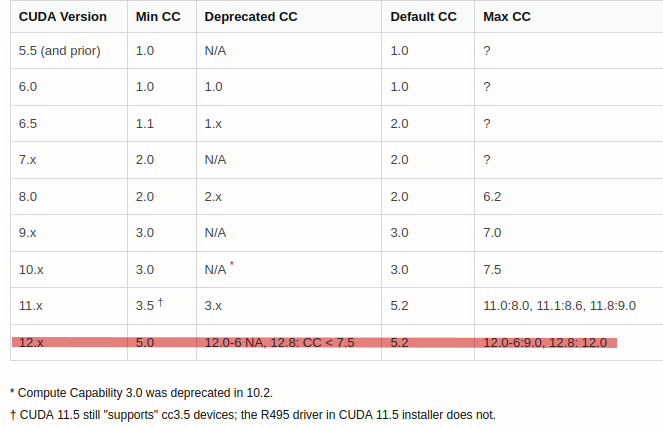 CUDA Version Min CC Deprecated CC Default CC Max CC
5.5 (and prior) 1.0 N/A 1.0 ?
6.0 1.0 1.0 1.0 ?
6.5 1.1 1.x 2.0 ?
7.x 2.0 N/A 2.0 ?
8.0 2.0 2.x 2.0 6.2
9.x 3.0 N/A 3.0 7.0
10.x 3.0 N/A * 3.0 7.5
11.x 3.5 † 3.x 5.2 11.0:8.0, 11.1:8.6, 11.8:9.0
12.x 5.0 12.0-6 NA, 12.8: CC < 7.5 5.2 12.0-6:9.0, 12.8: 12.0
* Compute Capability 3.0 was deprecated in 10.2.
† CUDA 11.5 still "supports" cc3.5 devices; the R495 driver in CUDA 11.5 installer does not.